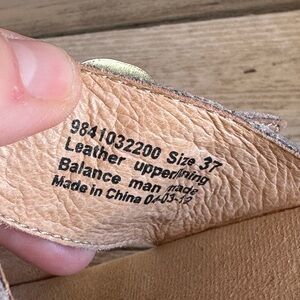 9841032200 Size 37
Leather upper/lining
Balance man made
Made in China 04-03-12